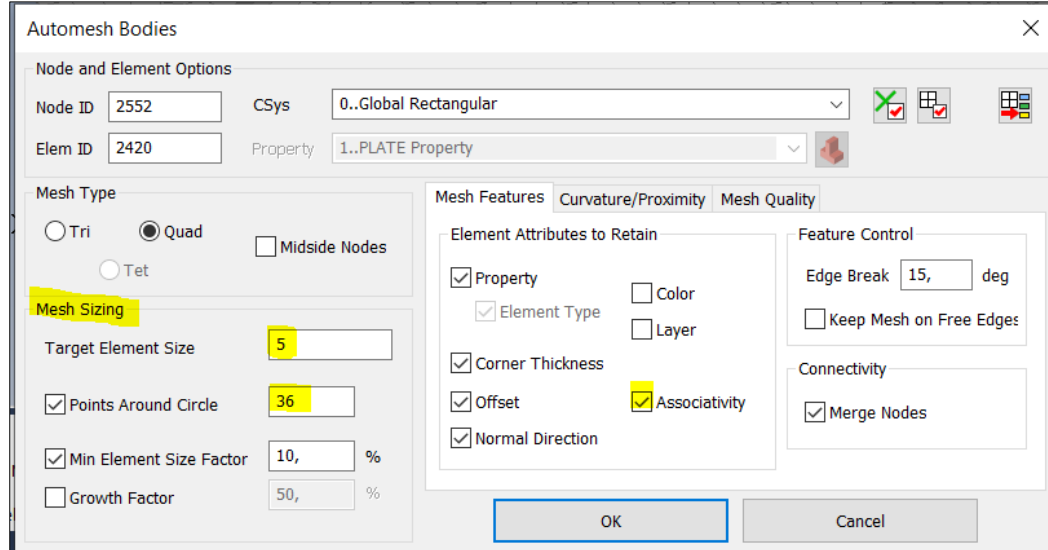 Automesh Bodies
Node and Element Options
Node ID 2552 CSys 0..Global Rectangular
Elem ID 2420 Property 1..PLATE Property
Mesh Type
Tri Quad Midside Nodes
Tet
Mesh Sizing
Target Element Size 5
Points Around Circle 36
Min Element Size Factor 10, %
Growth Factor 50, %
Mesh Features Curvature/Proximity Mesh Quality
Element Attributes to Retain
Property
Element Type
Color
Layer
Corner Thickness
Offset Associativity
Normal Direction
Feature Control
Edge Break 15, deg
Keep Mesh on Free Edges
Connectivity
Merge Nodes
OK Cancel